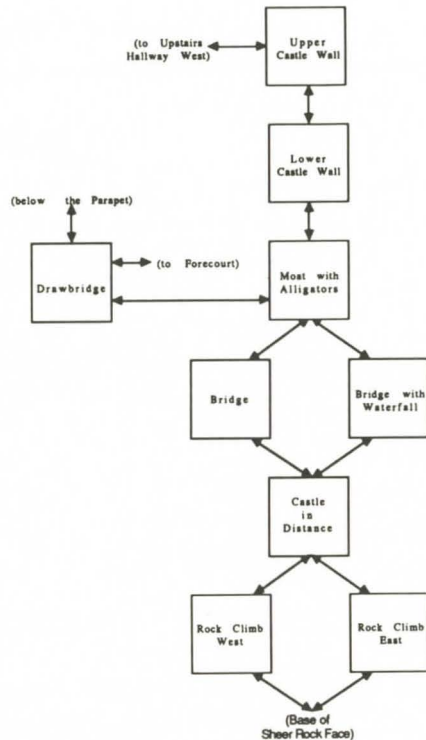 (to Upstairs
Hallway West)
Upper
Castle Wall
Lower
Castle Wall
(below the Parapet)
Drawbridge
(to Forecourt)
Most with
Alligators
Bridge
Bridge with
Waterfall
Castle
in
Distance
Rock Climb
West
Rock Climb
East
(Base of
Sheer Rock Face)